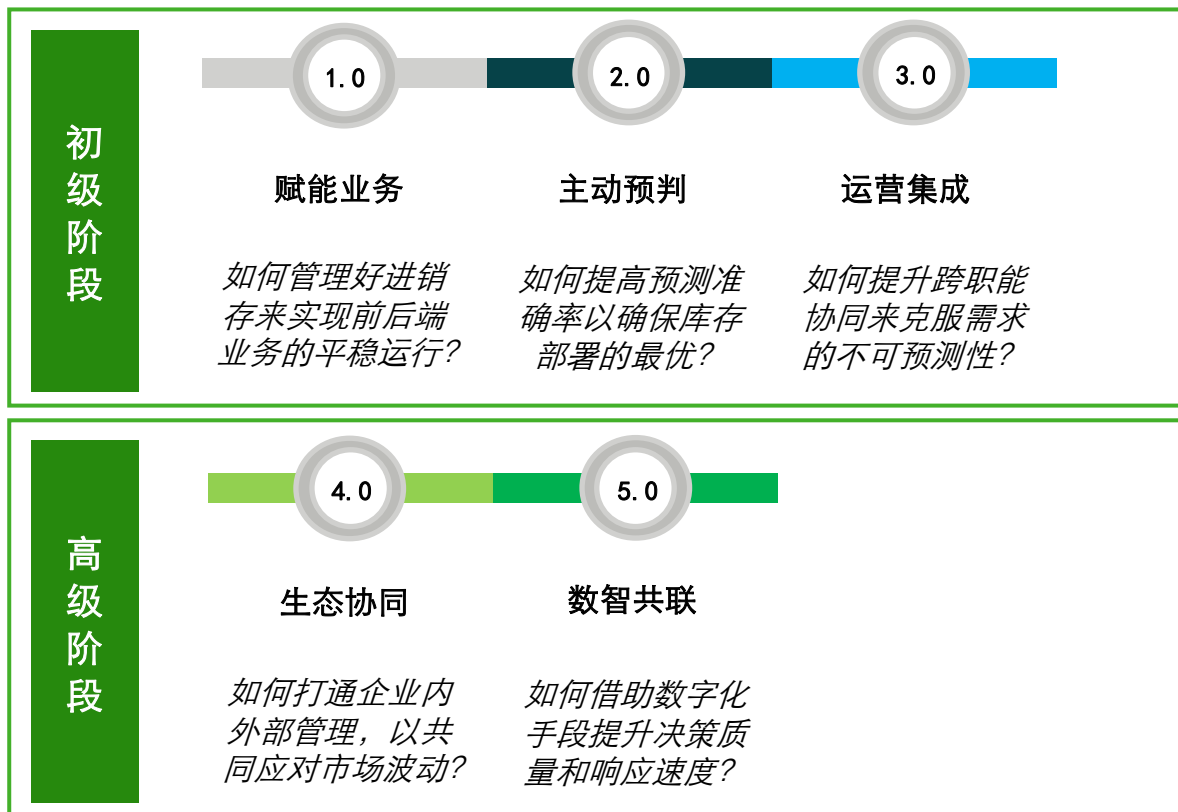 初级阶段
1.0
2.0
3.0
赋能业务
主动预判
运营集成
如何管理好进销
存来实现前后端
业务的平稳运行?
如何提高预测准
确率以确保库存
部署的最优?
如何提升跨职能
协同来克服需求
的不可预测性?
高级阶段
4.0
5.0
生态协同
数智共联
如何打通企业内
外部管理，以共
同应对市场波动?
如何借助数字化
手段提升决策质
量和响应速度?